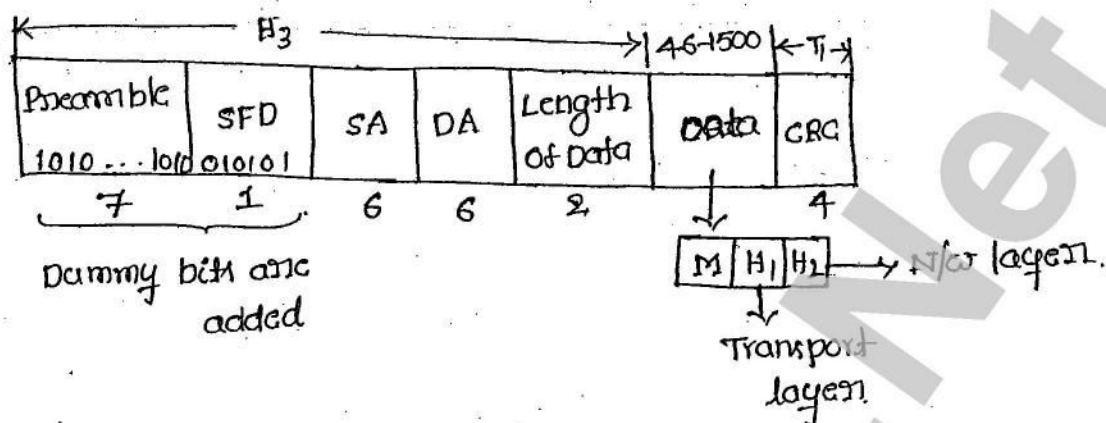 H3 46-1500 T1
Preamble SFD SA DA Length Of Data Data CRC
1010...1010 010101
7 1 6 6 2 4
Dummy bits are added
M H1 H2 N/w layer.
Transport layer.
Net